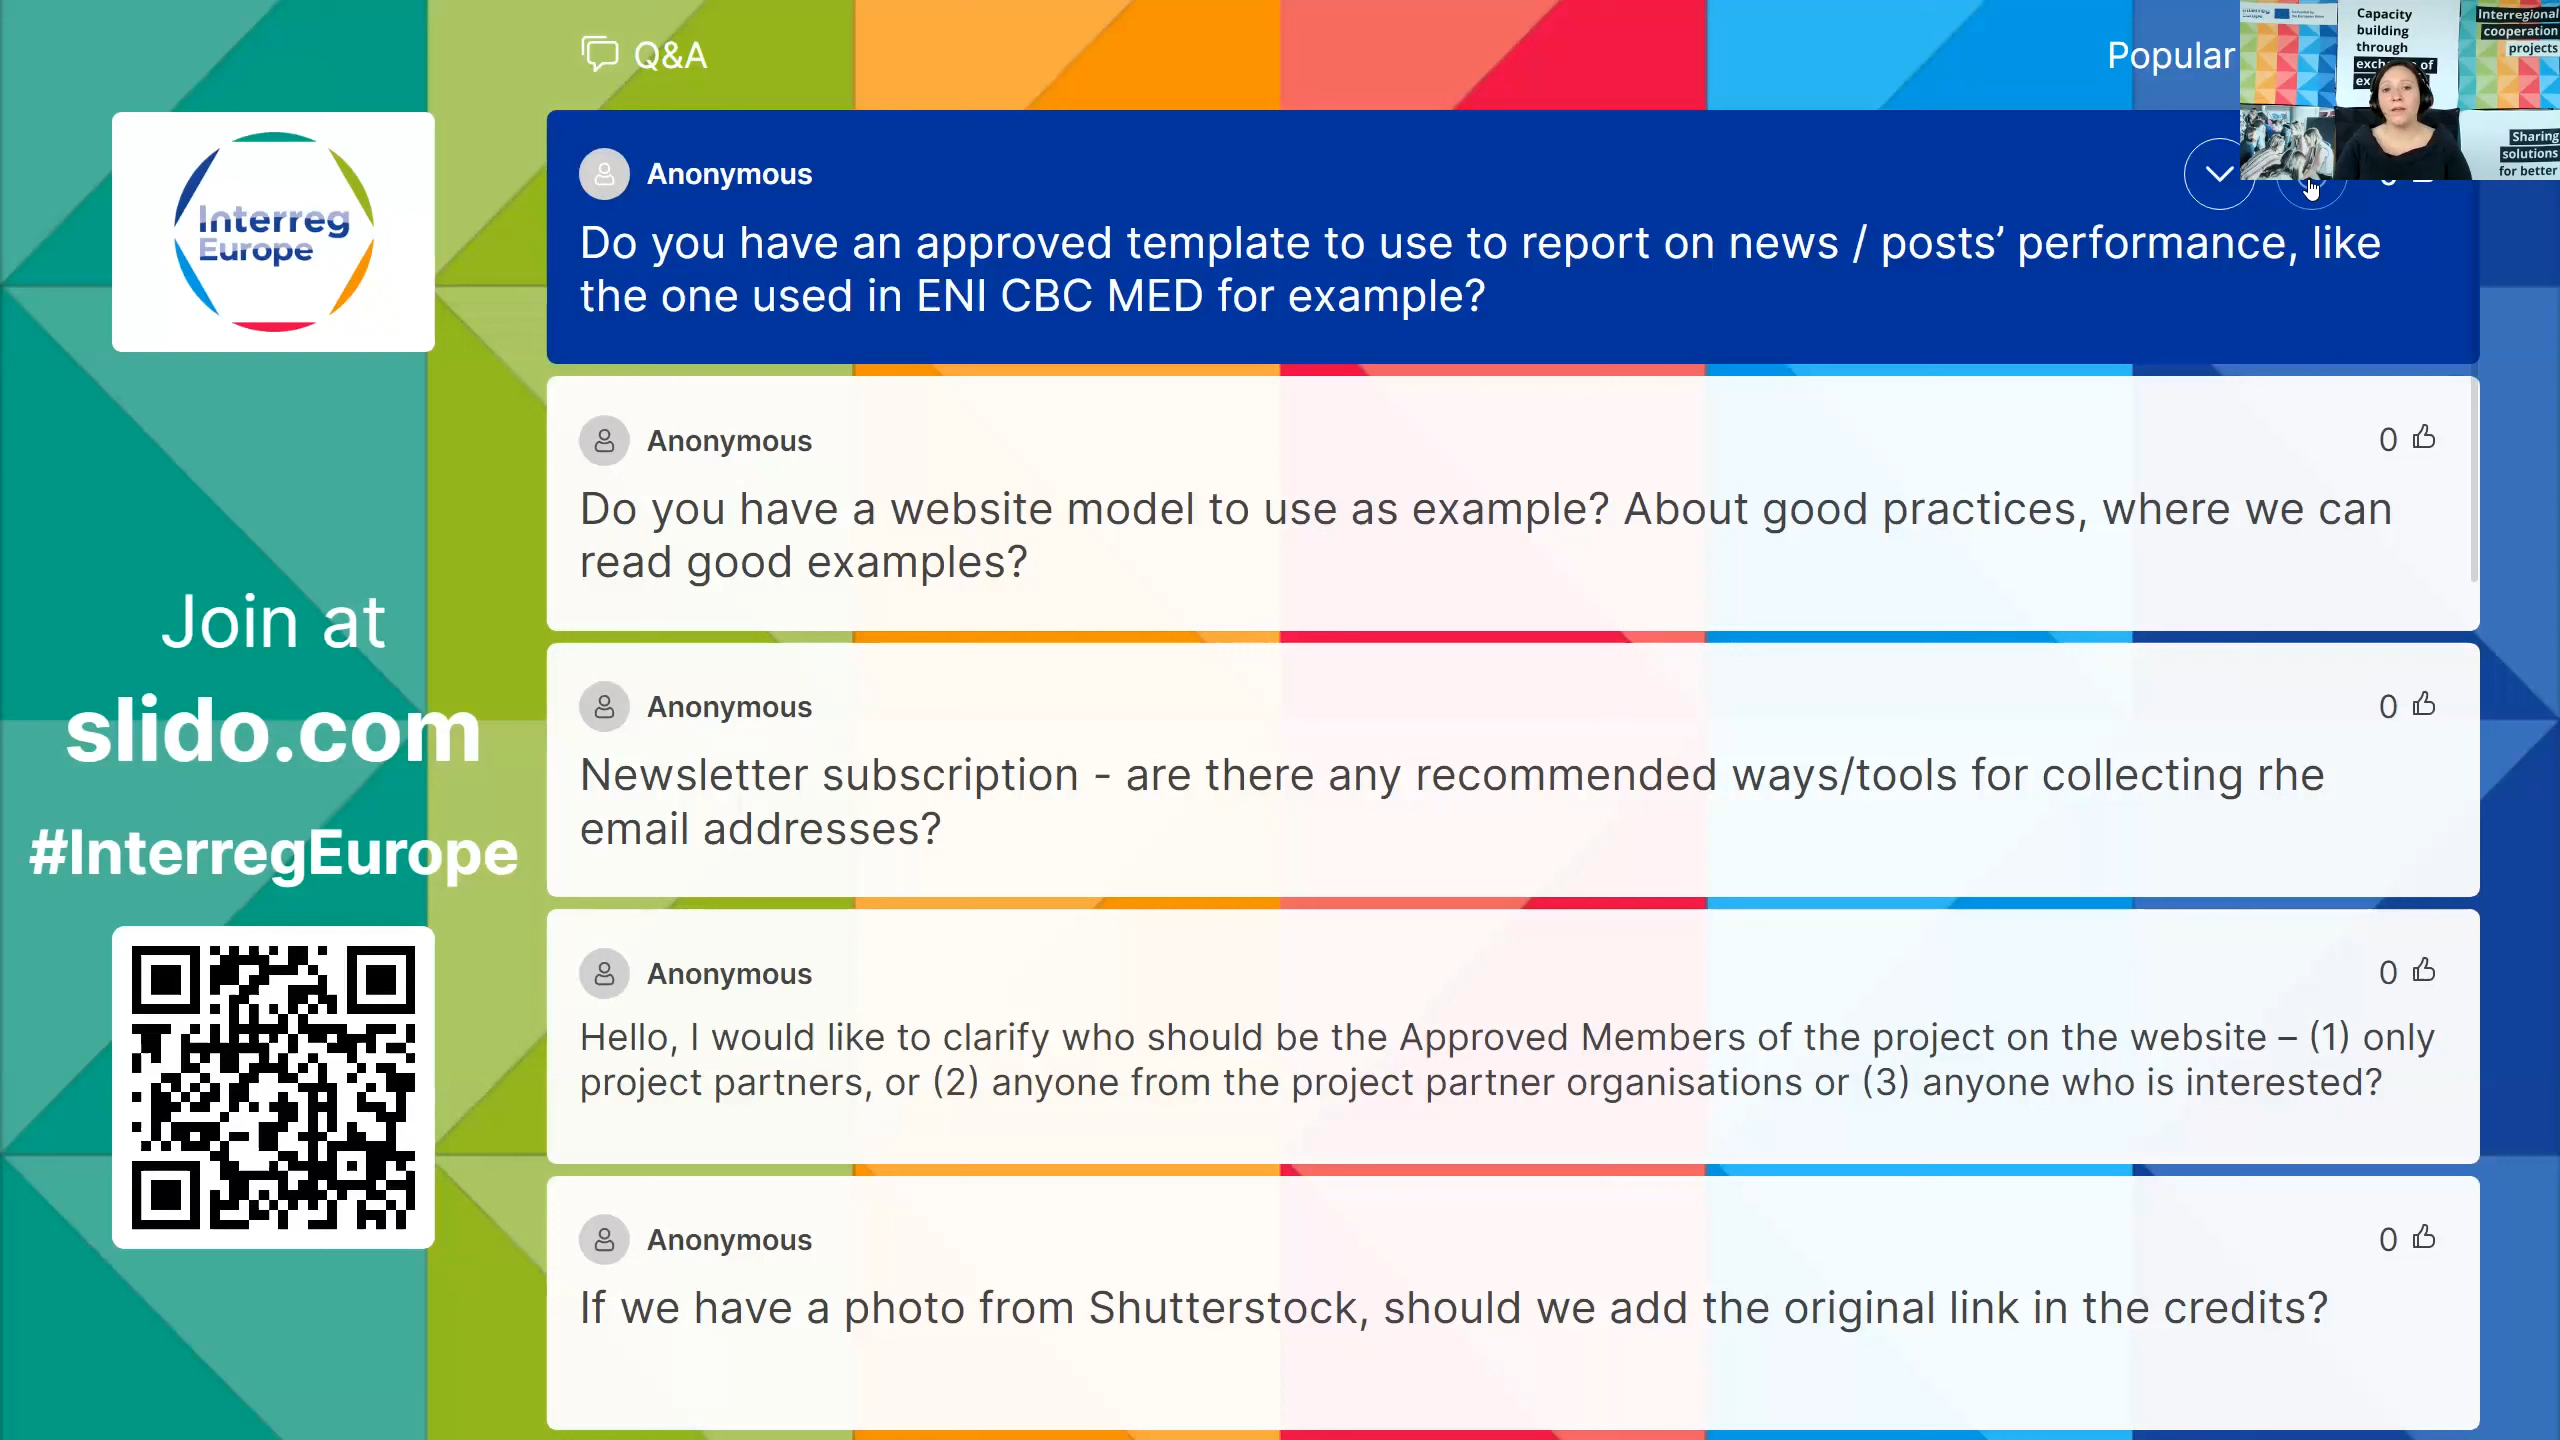 Q&A
Popular
Capacity
building
through
Interregional
cooperation
projects
Sharing
solutions
for better
Interreg
Europe
Anonymous
Do you have an approved template to use to report on news / posts’ performance, like
the one used in ENI CBC MED for example?
Anonymous
0
Do you have a website model to use as example? About good practices, where we can
read good examples?
Join at
slido.com
#InterregEurope
Anonymous
0
Newsletter subscription - are there any recommended ways/tools for collecting rhe
email addresses?
Anonymous
0
Hello, I would like to clarify who should be the Approved Members of the project on the website – (1) only
project partners, or (2) anyone from the project partner organisations or (3) anyone who is interested?
Anonymous
0
If we have a photo from Shutterstock, should we add the original link in the credits?